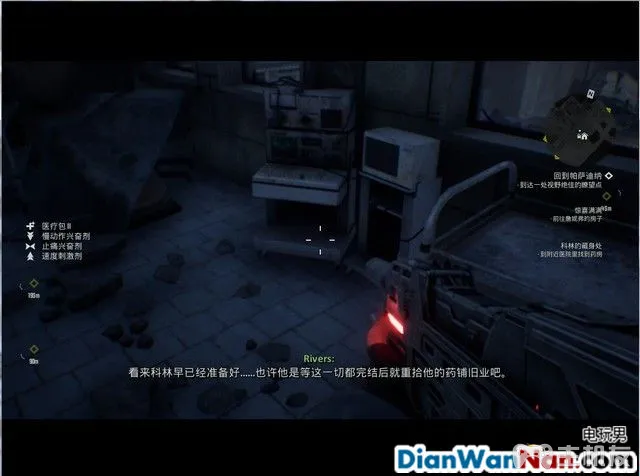 N
回到帕萨迪纳
·到达一处视野绝佳的瞭望点
惊喜满满
·前往詹妮弗的房子
科林的藏身处
·到附近医院里找到药房
医疗包II
慢动作兴奋剂
止痛兴奋剂
速度刺激剂
193m
90m
Rivers:
看来科林早已经准备好......也许他是等这一切都完结后就重拾他的药铺旧业吧。
电玩男
DianWanNan.com